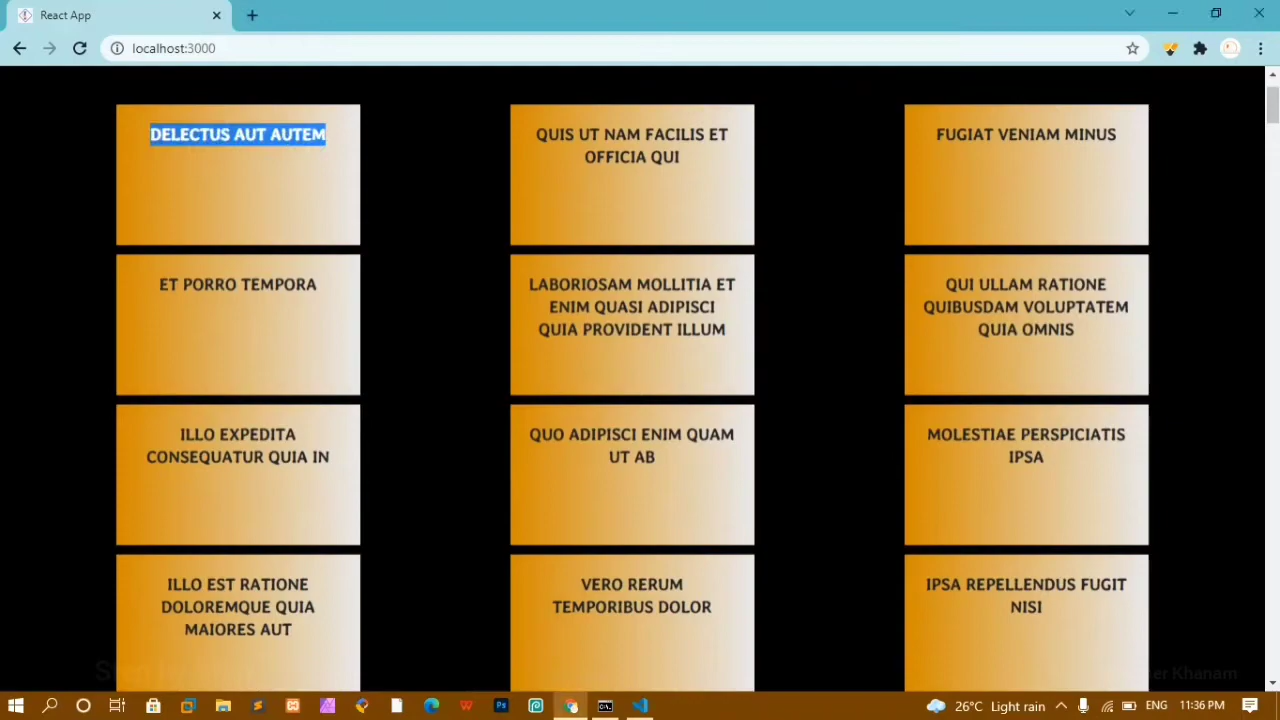 React App
localhost:3000
DELECTUS AUT AUTEM
QUIS UT NAM FACILIS ET
OFFICIA QUI
FUGIAT VENIAM MINUS
ET PORRO TEMPORA
LABORIOSAM MOLLITIA ET
ENIM QUASI ADIPISCI
QUIA PROVIDENT ILLUM
QUI ULLAM RATIONE
QUIBUSDAM VOLUPTATEM
QUIA OMNIS
ILLO EXPEDITA
CONSEQUATUR QUIA IN
QUO ADIPISCI ENIM QUAM
UT AB
MOLESTIAE PERSPICIATIS
IPSA
ILLO EST RATIONE
DOLOREMQUE QUIA
MAIORES AUT
VERO RERUM
TEMPORIBUS DOLOR
IPSA REPELLENDUS FUGIT
NISI
Khanam
Ps
26°C Light rain
ENG
11:36 PM